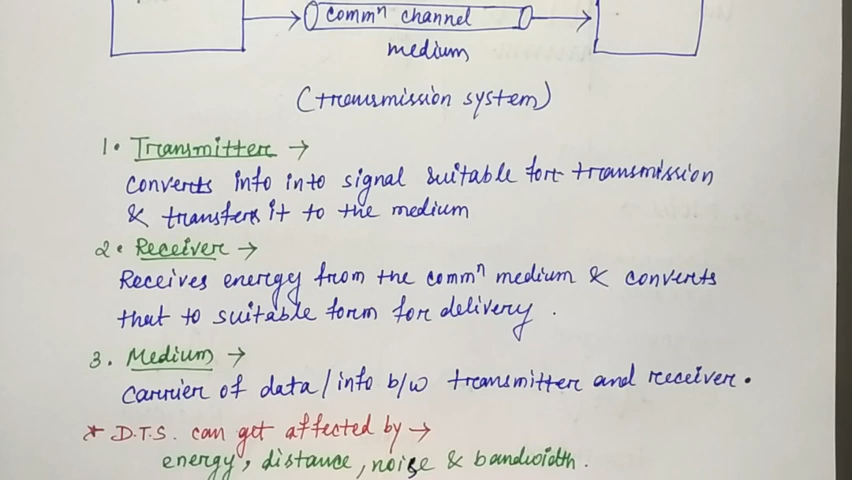 commⁿ channel
medium
(transmission system)
1. Transmitter →
converts info into signal suitable for transmission
& transfers it to the medium
2. Receiver →
Receives energy from the commⁿ medium & converts
that to suitable form for delivery.
3. Medium →
Carrier of data/info b/w transmitter and receiver.
* D.T.S. can get affected by →
energy, distance, noise & bandwidth.